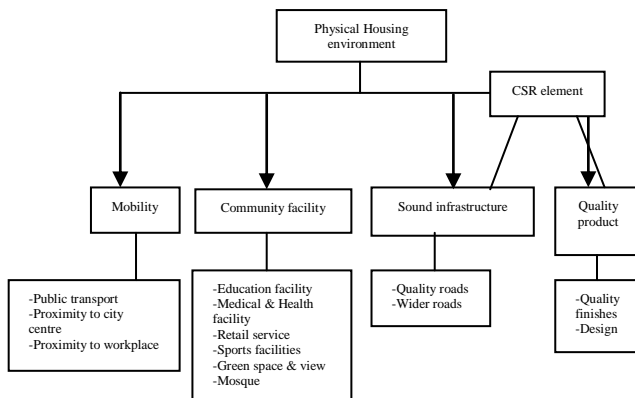 Physical Housing
environment
CSR element
Mobility
Community facility
Sound infrastructure
Quality
product
-Public transport
-Proximity to city
centre
-Proximity to workplace
-Education facility
-Medical & Health
facility
-Retail service
-Sports facilities
-Green space & view
-Mosque
-Quality roads
-Wider roads
-Quality
finishes
-Design